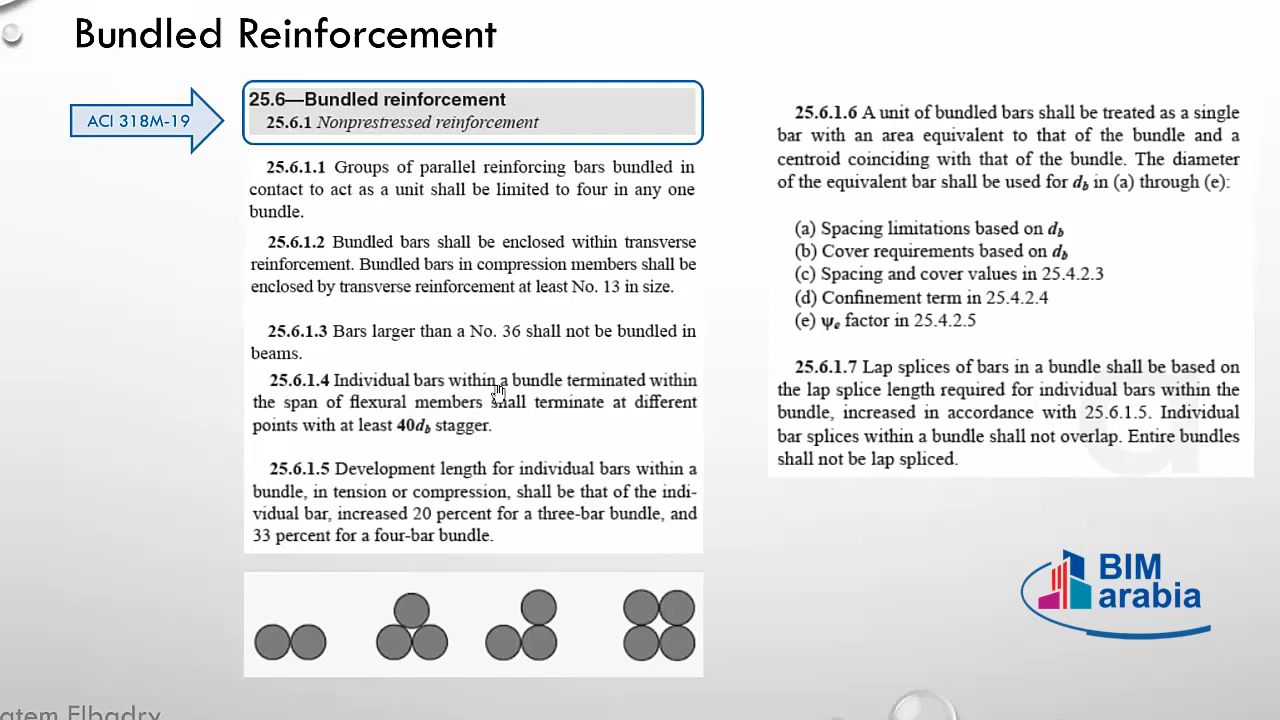 Bundled Reinforcement
ACI 318M-19
25.6—Bundled reinforcement
25.6.1 Nonprestressed reinforcement
25.6.1.1 Groups of parallel reinforcing bars bundled in
contact to act as a unit shall be limited to four in any one
bundle.
25.6.1.2 Bundled bars shall be enclosed within transverse
reinforcement. Bundled bars in compression members shall be
enclosed by transverse reinforcement at least No. 13 in size.
25.6.1.3 Bars larger than a No. 36 shall not be bundled in
beams.
25.6.1.4 Individual bars within a bundle terminated within
the span of flexural members shall terminate at different
points with at least 40db stagger.
25.6.1.5 Development length for individual bars within a
bundle, in tension or compression, shall be that of the indi-
vidual bar, increased 20 percent for a three-bar bundle, and
33 percent for a four-bar bundle.
25.6.1.6 A unit of bundled bars shall be treated as a single
bar with an area equivalent to that of the bundle and a
centroid coinciding with that of the bundle. The diameter
of the equivalent bar shall be used for db in (a) through (e):
(a) Spacing limitations based on db
(b) Cover requirements based on db
(c) Spacing and cover values in 25.4.2.3
(d) Confinement term in 25.4.2.4
(e) ψe factor in 25.4.2.5
25.6.1.7 Lap splices of bars in a bundle shall be based on
the lap splice length required for individual bars within the
bundle, increased in accordance with 25.6.1.5. Individual
bar splices within a bundle shall not overlap. Entire bundles
shall not be lap spliced.
BIM
arabia
atem Elbadry